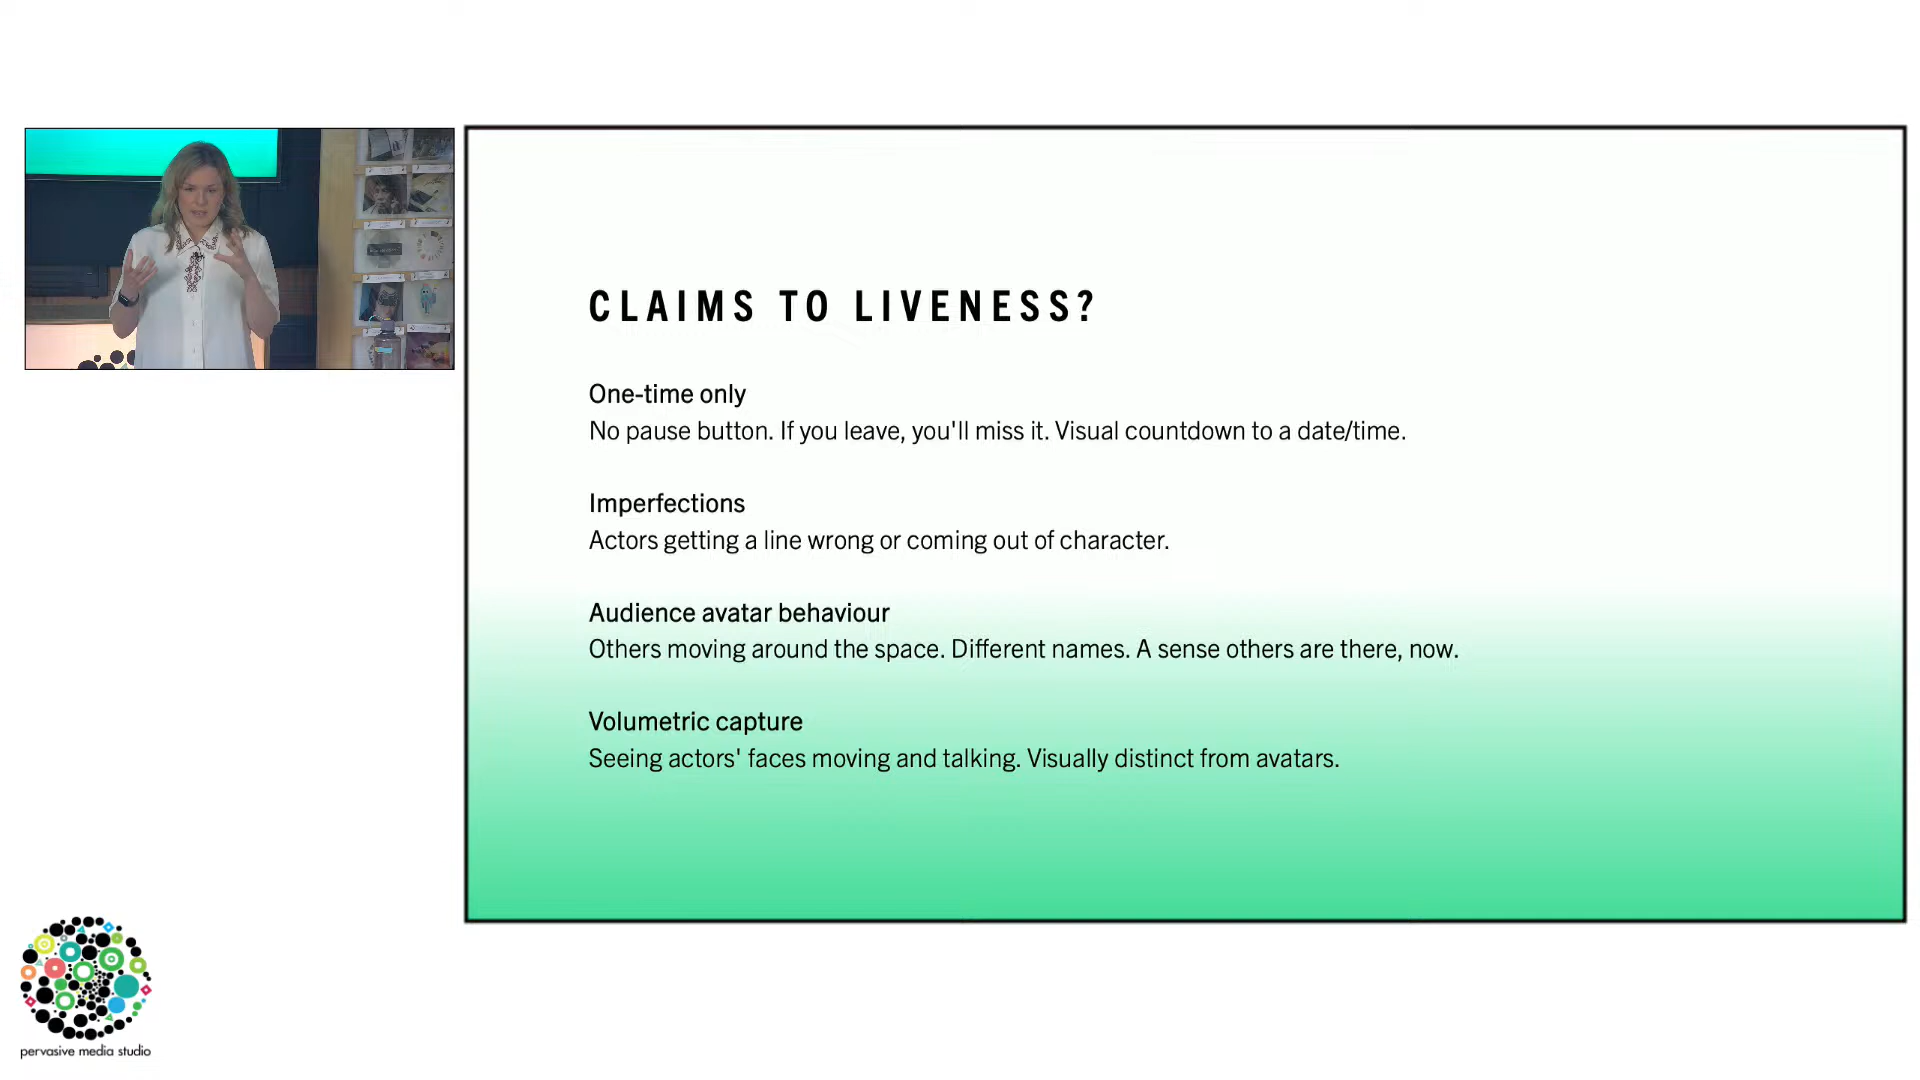 CLAIMS TO LIVENESS?
One-time only
No pause button. If you leave, you'll miss it. Visual countdown to a date/time.
Imperfections
Actors getting a line wrong or coming out of character.
Audience avatar behaviour
Others moving around the space. Different names. A sense others are there, now.
Volumetric capture
Seeing actors' faces moving and talking. Visually distinct from avatars.
pervasive media studio